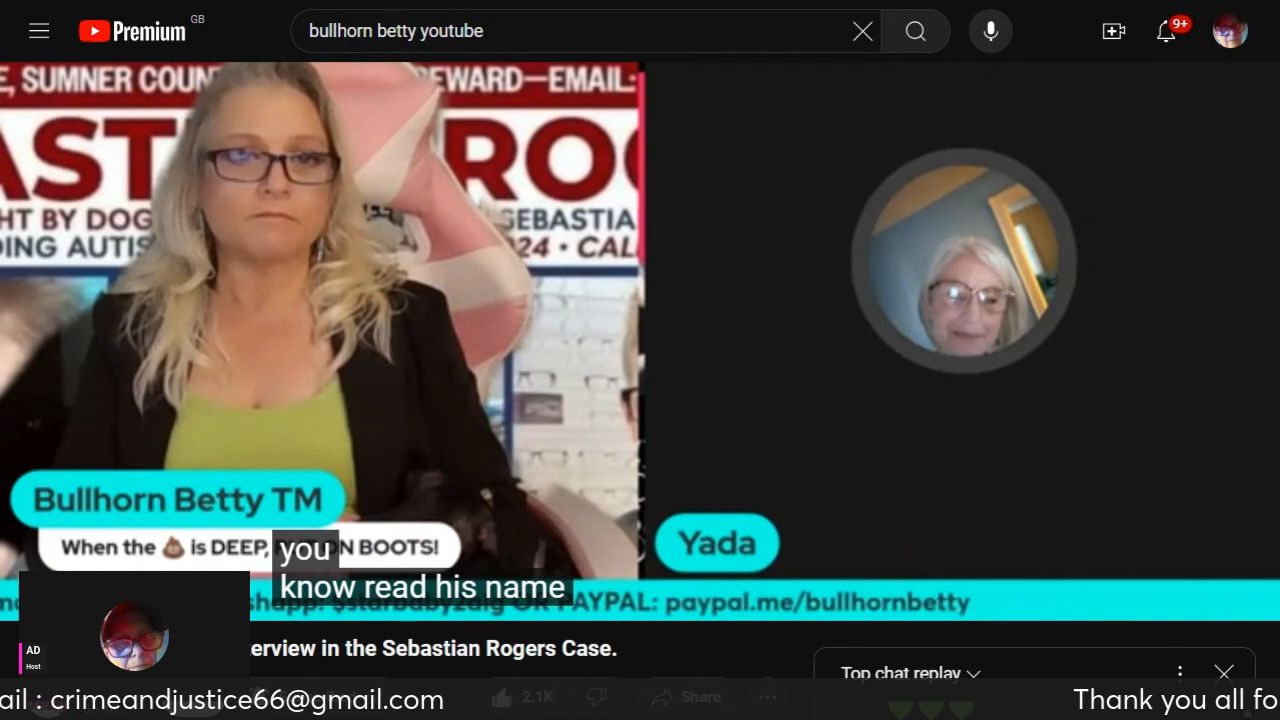 Premium GB
bullhorn betty youtube
9+
E, SUMNER COUN
EWARD—EMAIL:
AST
ROG
HT BY DOG
SEBASTIA
DING AUTIS
24 • CAL
Bullhorn Betty TM
When the 💩 is DEEP, ON BOOTS!
you
know read his name
Yada
PAYPAL: paypal.me/bullhornbetty
AD
Host
erview in the Sebastian Rogers Case.
Top chat replay
2.1K
Share
ail : crimeandjustice66@gmail.com
Thank you all fo